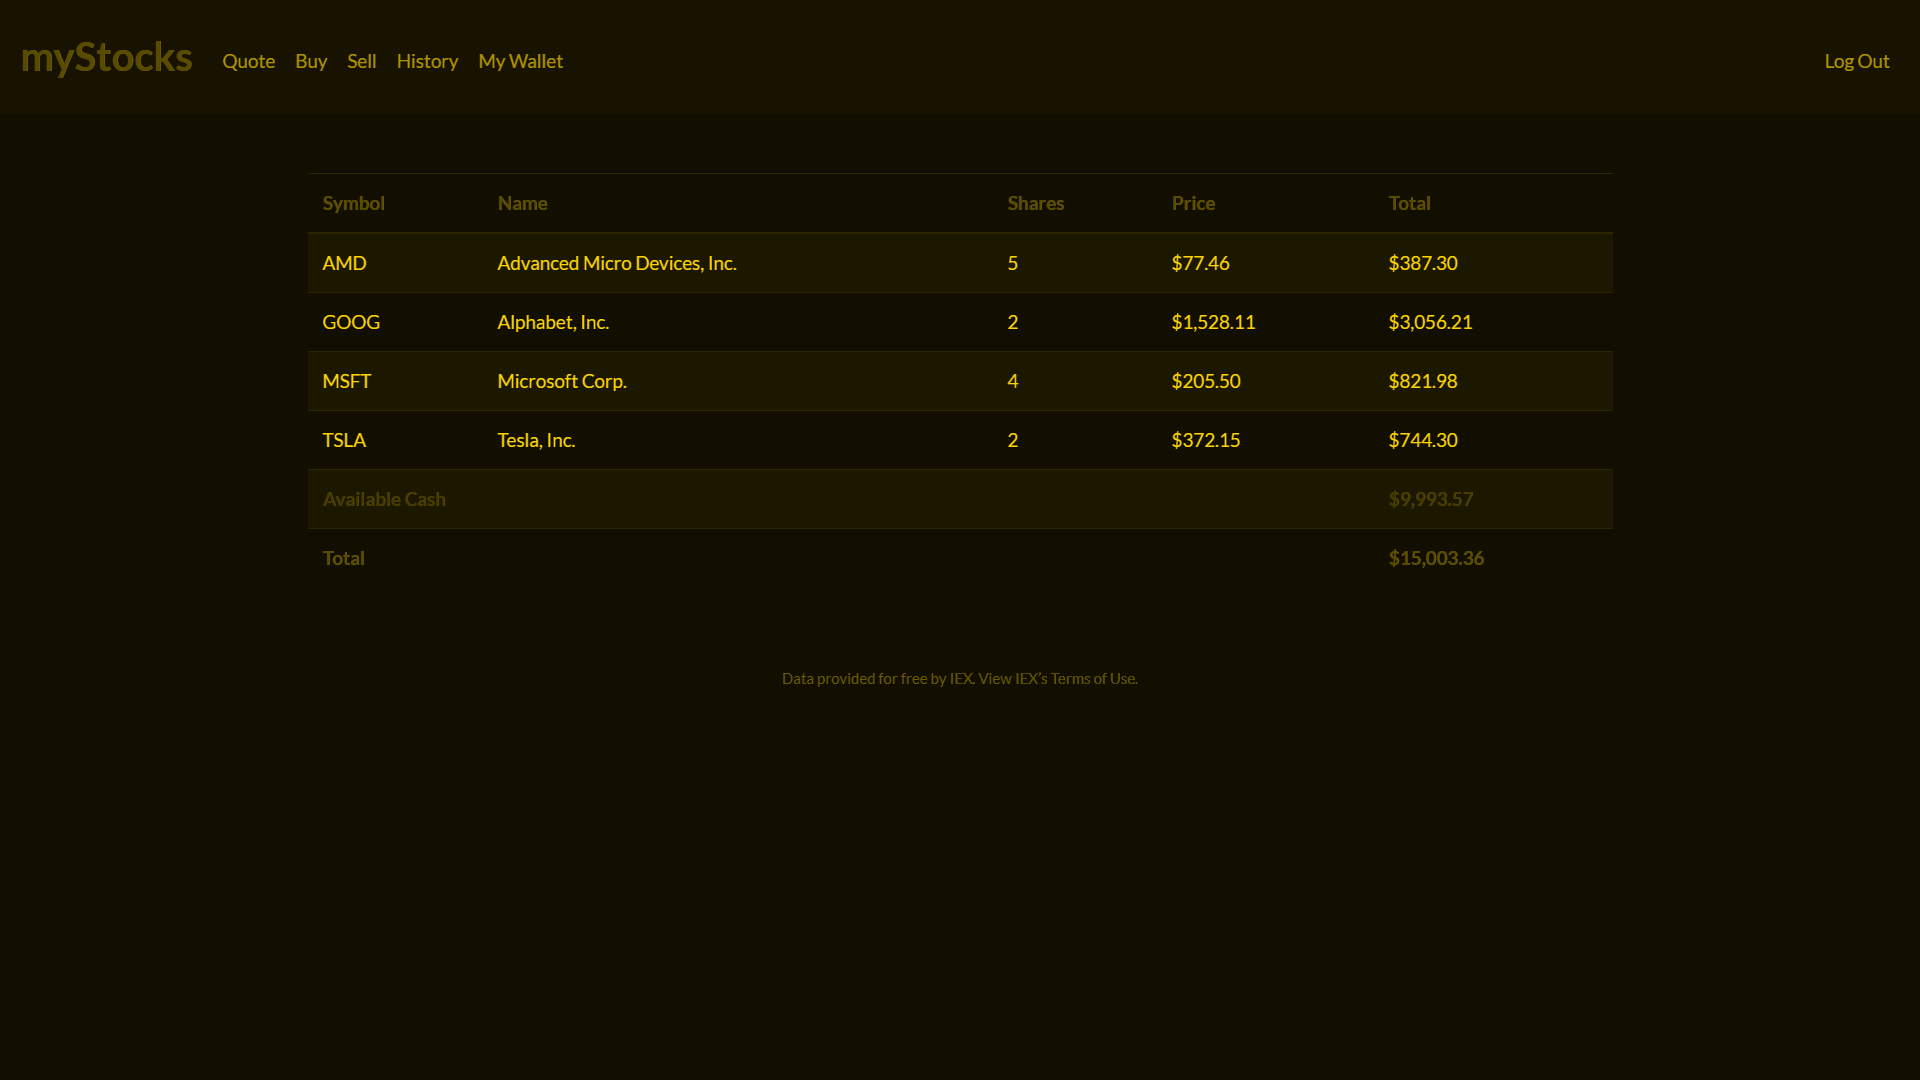 myStocks Quote Buy Sell History My Wallet Log Out
Symbol Name Shares Price Total
AMD Advanced Micro Devices, Inc. 5 $77.46 $387.30
GOOG Alphabet, Inc. 2 $1,528.11 $3,056.21
MSFT Microsoft Corp. 4 $205.50 $821.98
TSLA Tesla, Inc. 2 $372.15 $744.30
Available Cash $9,993.57
Total $15,003.36
Data provided for free by IEX. View IEX's Terms of Use.